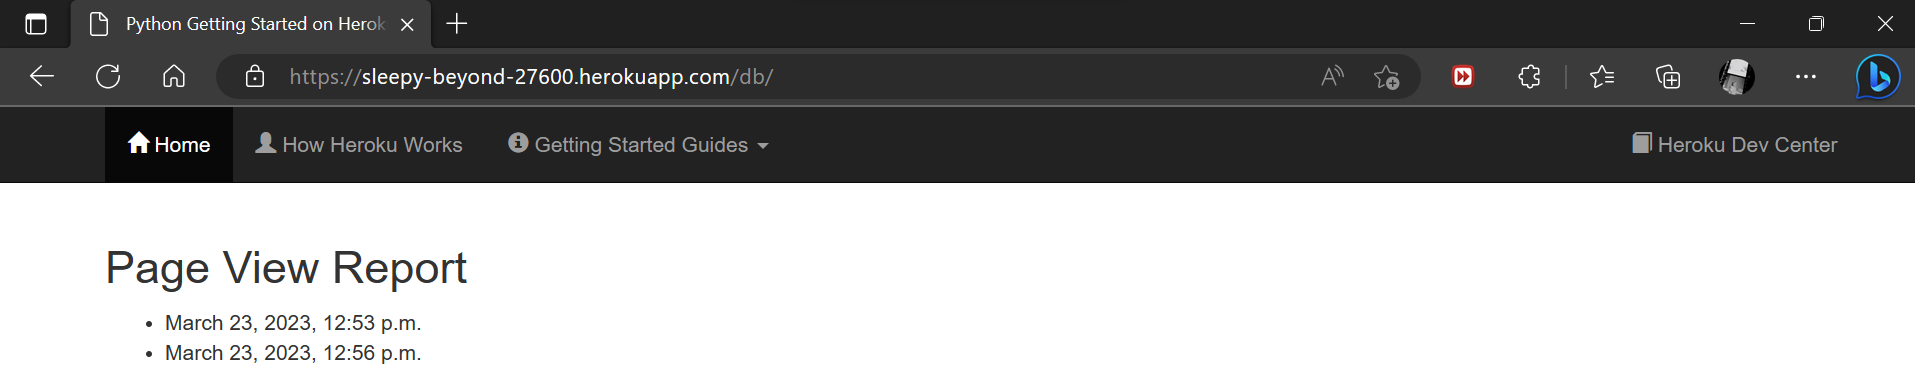 Python Getting Started on Herok
https://sleepy-beyond-27600.herokuapp.com/db/
Home How Heroku Works Getting Started Guides Heroku Dev Center
Page View Report
March 23, 2023, 12:53 p.m.
March 23, 2023, 12:56 p.m.